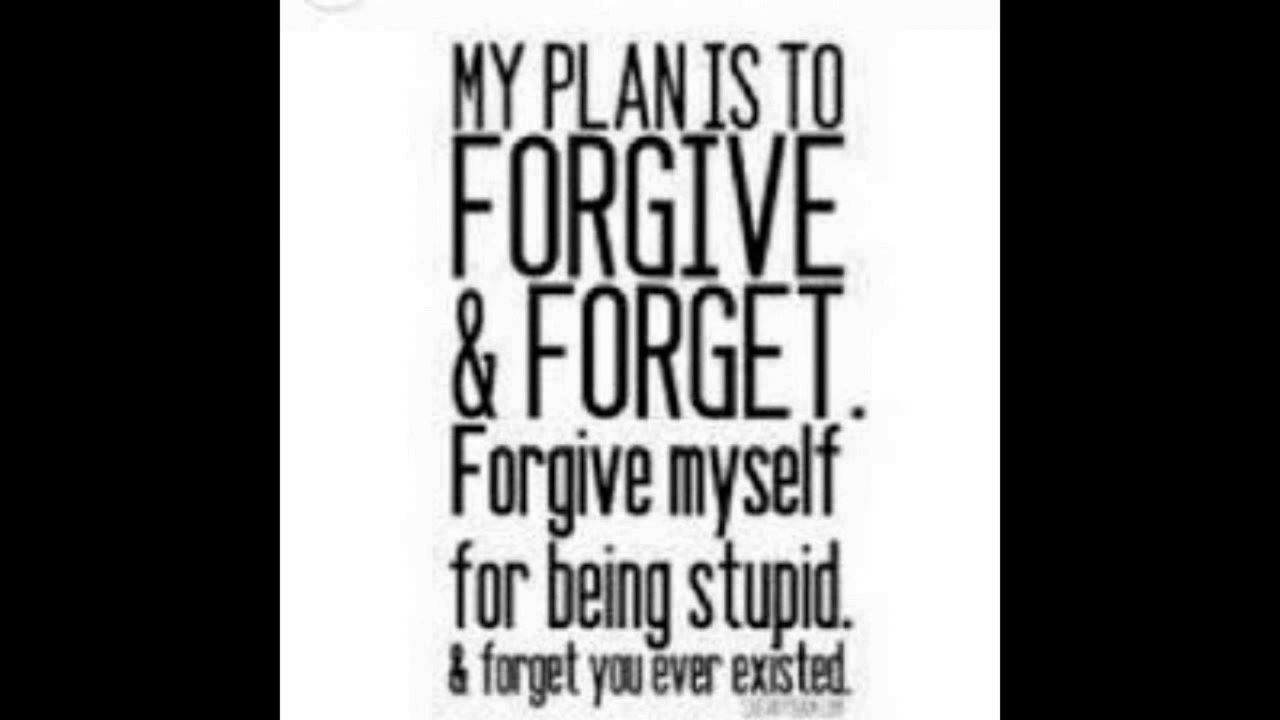 MY PLAN IS TO
FORGIVE
& FORGET.
Forgive myself
for being stupid.
& forget you ever existed.